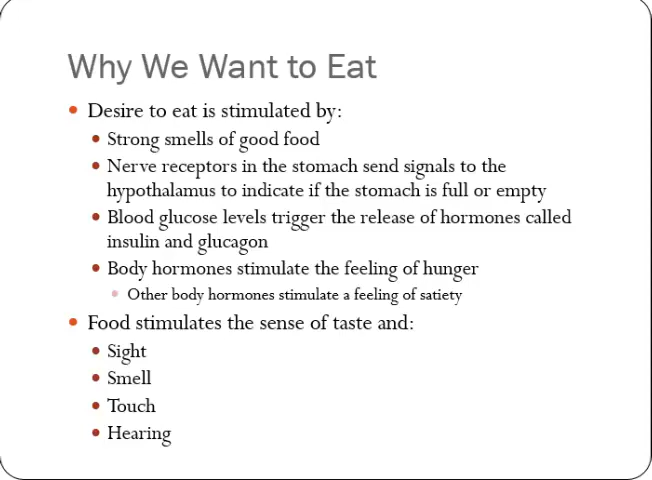 Why We Want to Eat
• Desire to eat is stimulated by:
• Strong smells of good food
• Nerve receptors in the stomach send signals to the
hypothalamus to indicate if the stomach is full or empty
• Blood glucose levels trigger the release of hormones called
insulin and glucagon
• Body hormones stimulate the feeling of hunger
• Other body hormones stimulate a feeling of satiety
• Food stimulates the sense of taste and:
• Sight
• Smell
• Touch
• Hearing